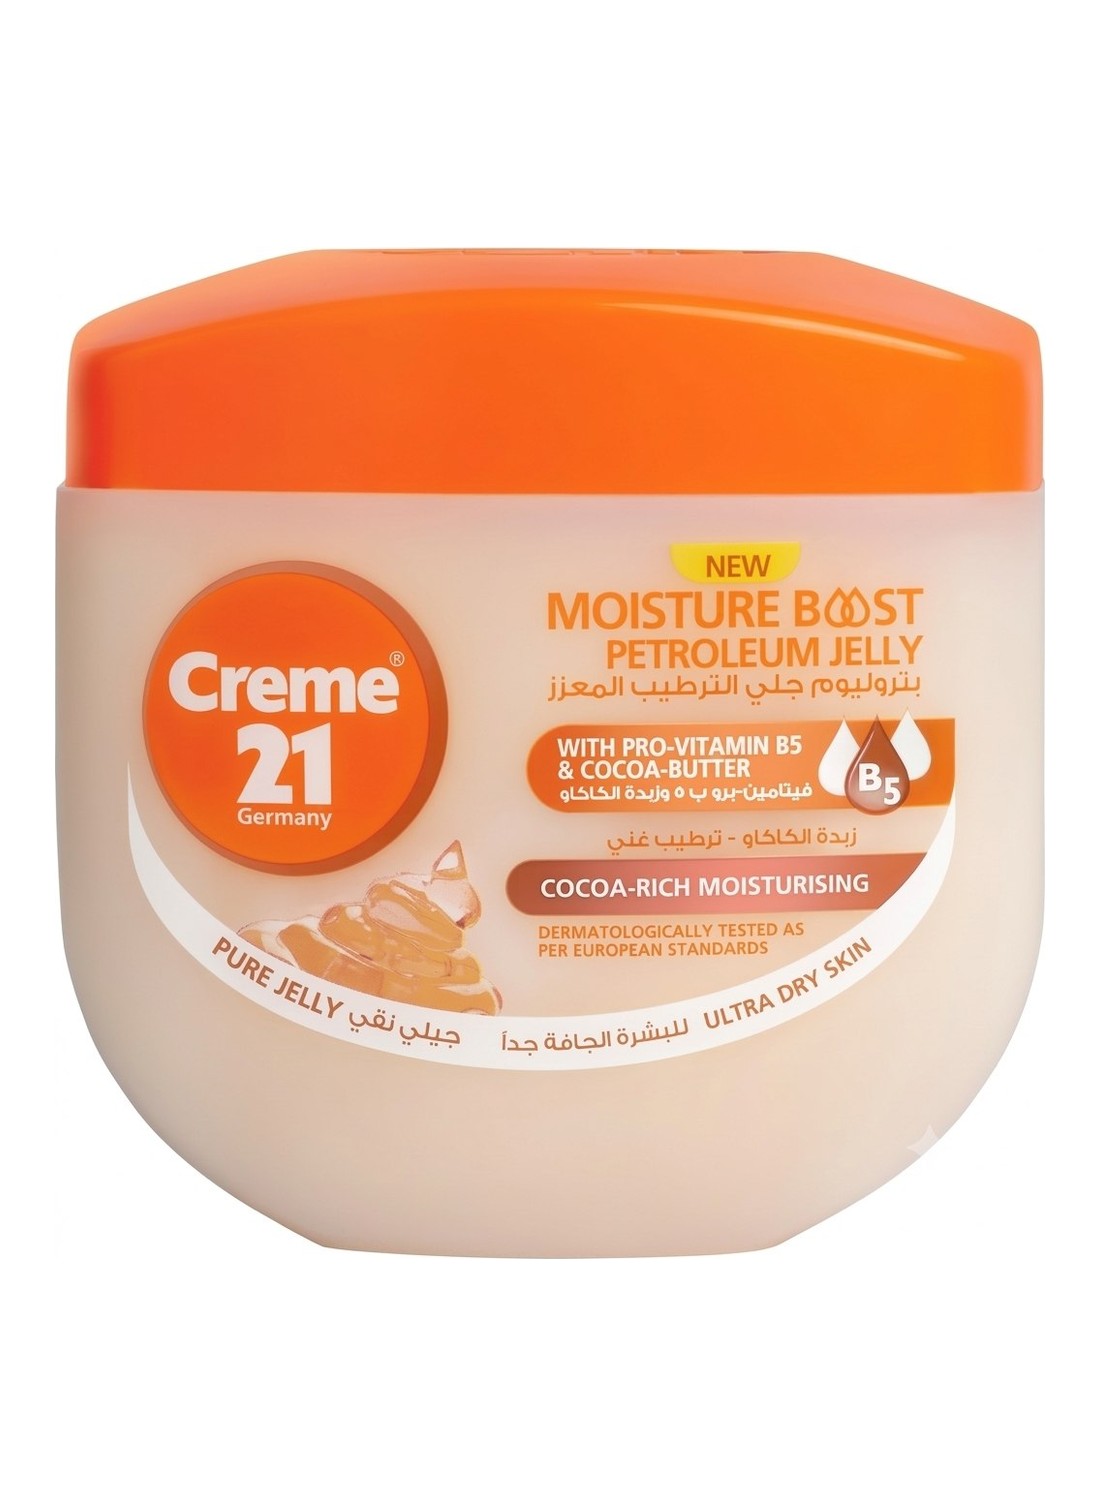 Creme®
21
Germany
NEW
MOISTURE BOOST
PETROLEUM JELLY
بتروليوم جلي الترطيب المعزز
WITH PRO-VITAMIN B5
& COCOA-BUTTER
فيتامين-برو ب ٥ وزبدة الكاكاو
B5
زبدة الكاكاو - ترطيب غني
COCOA-RICH MOISTURISING
DERMATOLOGICALLY TESTED AS
PER EUROPEAN STANDARDS
PURE JELLY جيلي نقي
للبشرة الجافة جداً ULTRA DRY SKIN